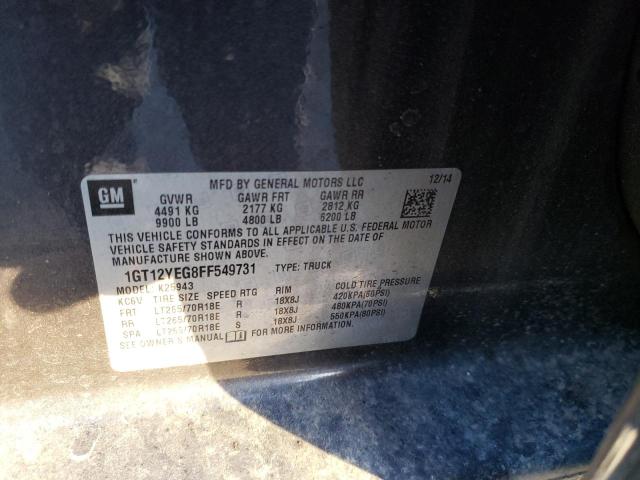 GM
MFD BY GENERAL MOTORS LLC 12/14
GVWR GAWR FRT GAWR RR
4491 KG 2177 KG 2812 KG
9900 LB 4800 LB 6200 LB
THIS VEHICLE CONFORMS TO ALL APPLICABLE U.S. FEDERAL MOTOR
VEHICLE SAFETY STANDARDS IN EFFECT ON THE DATE OF
MANUFACTURE SHOWN ABOVE.
1GT12YEG8FF549731 TYPE: TRUCK
MODEL: K25943
KC6V TIRE SIZE SPEED RTG RIM COLD TIRE PRESSURE
FRT LT265/70R18E R 18X8J 420KPA(60PSI)
RR LT265/70R18E R 18X8J 480KPA(70PSI)
SPA LT265/70R18E S 18X8J 550KPA(80PSI)
SEE OWNER'S MANUAL FOR MORE INFORMATION.